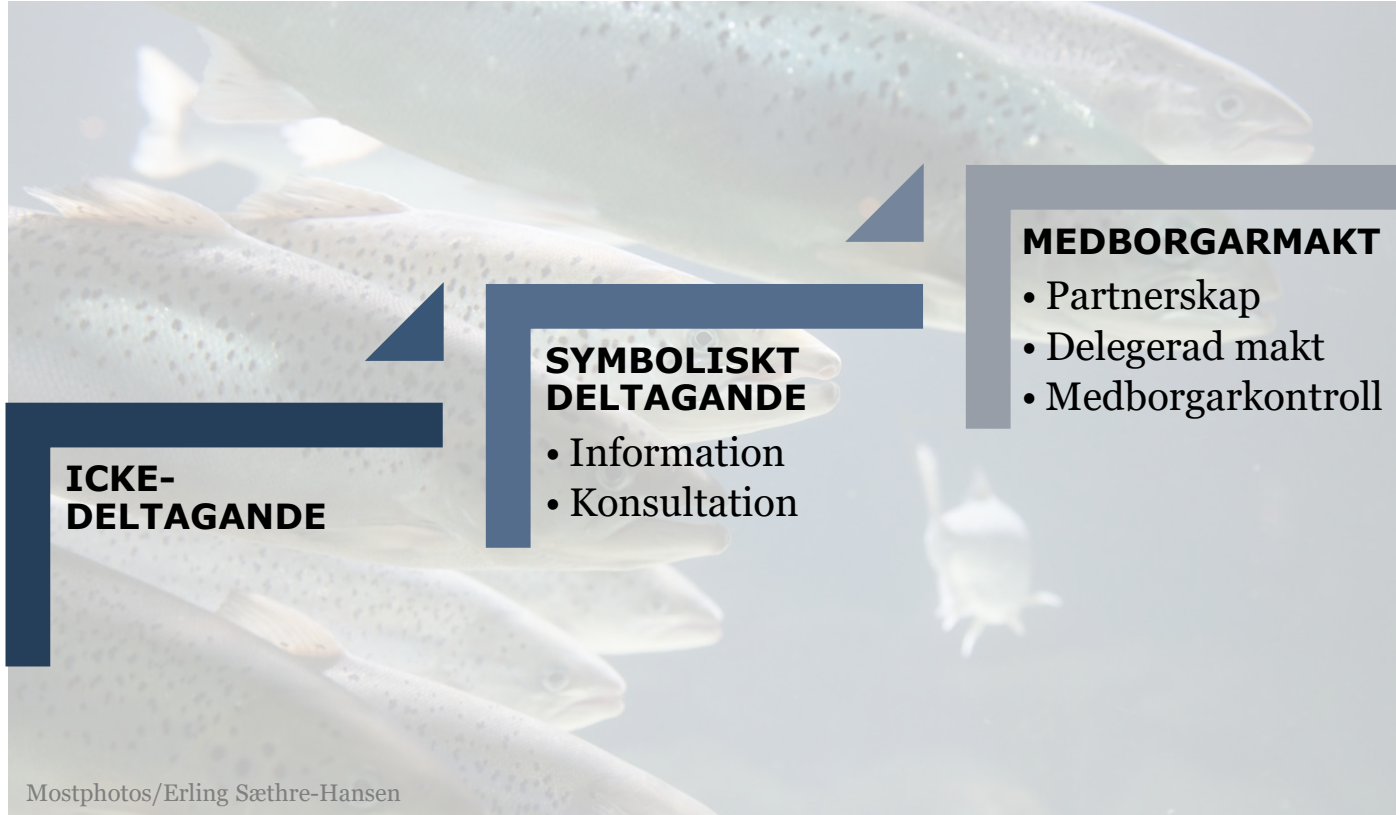 ICKE-
DELTAGANDE
SYMBOLISKT
DELTAGANDE
• Information
• Konsultation
MEDBORGARMAKT
• Partnerskap
• Delegerad makt
• Medborgarkontroll
Mostphotos/Erling Sæthre-Hansen